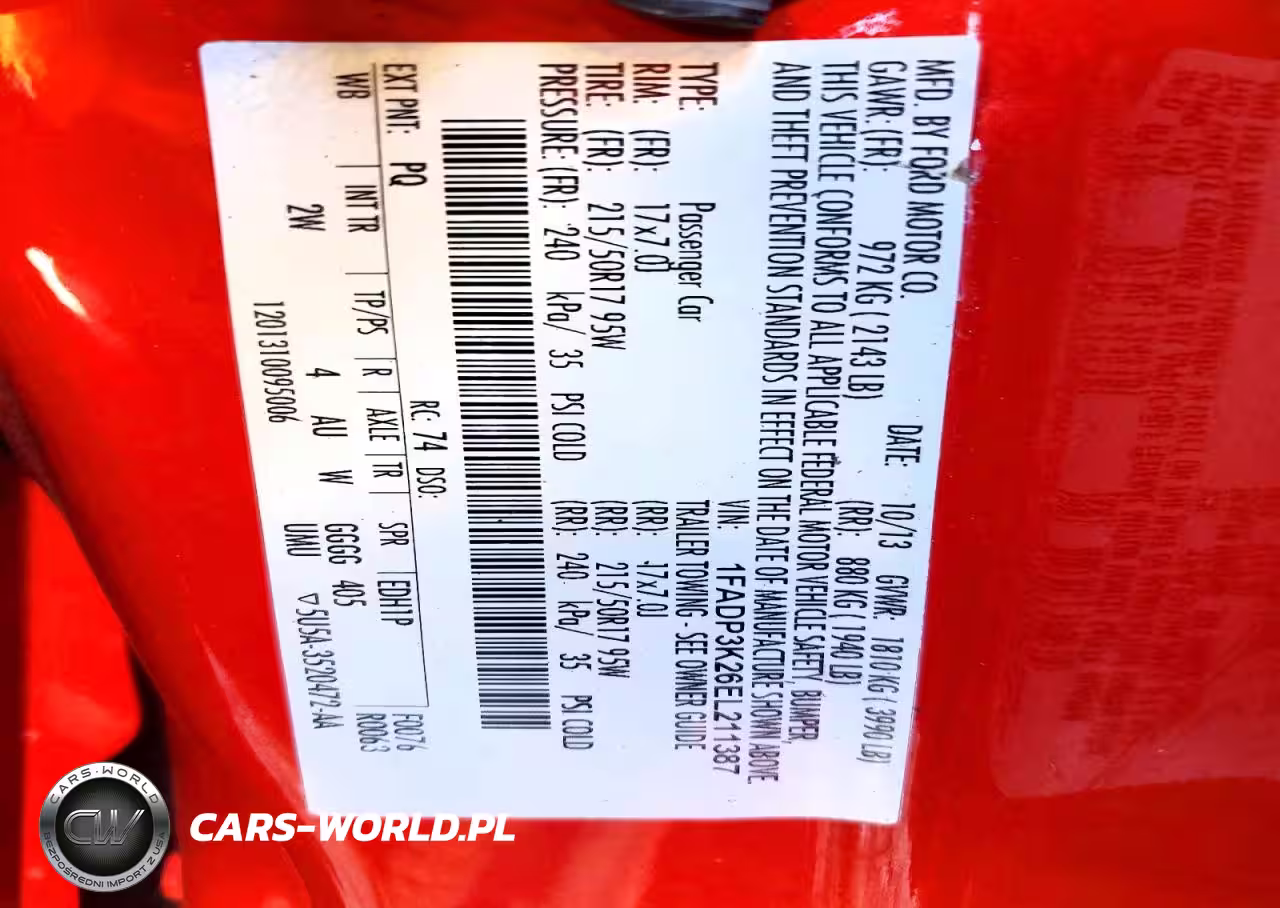 MFD. BY FORD MOTOR CO.
DATE: 10/13 GVWR: 1810 KG ( 3990 LB)
GAWR: (FR): 972 KG ( 2143 LB) (RR): 880 KG ( 1940 LB)
THIS VEHICLE CONFORMS TO ALL APPLICABLE FEDERAL MOTOR VEHICLE SAFETY, BUMPER,
AND THEFT PREVENTION STANDARDS IN EFFECT ON THE DATE OF MANUFACTURE SHOWN ABOVE.
VIN: 1FADP3K26EL211387
TYPE: Passenger Car TRAILER TOWING - SEE OWNER GUIDE
RIM: (FR): 17x7.0J (RR): 17x7.0J
TIRE: (FR): 215/50R17 95W (RR): 215/50R17 95W
PRESSURE: (FR): 240 kPa/ 35 PSI COLD (RR): 240 kPa/ 35 PSI COLD
EXT PNT: PQ RC: 74 DSO: F0076
WB INT TR TP/PS R AXLE TR SPR EDH1P R0063
2W 4 AU W GGGG 405
UMU ▽5U5A-3520472-AA
1201310095006
CARS-WORLD
CW
BEZPOŚREDNI IMPORT Z USA
CARS-WORLD.PL